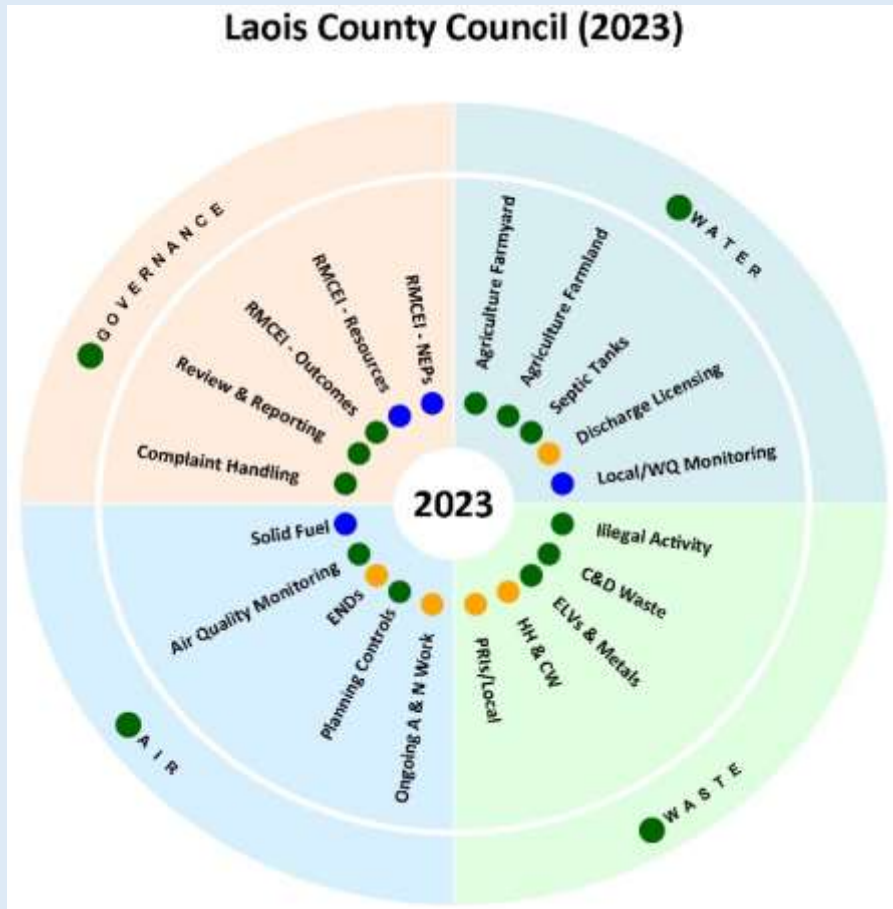 Laois County Council (2023)
GOVERNANCE
RMCEI - NEPs
RMCEI - Resources
RMCEI - Outcomes
Review & Reporting
Complaint Handling
WATER
Agriculture Farmyard
Agriculture Farmland
Septic Tanks
Discharge Licensing
Local/WQ Monitoring
2023
Solid Fuel
Air Quality Monitoring
ENDs
Planning Controls
Ongoing A & N Work
AIR
Illegal Activity
C&D Waste
ELVs & Metals
HH & CW
PRIs/Local
WASTE